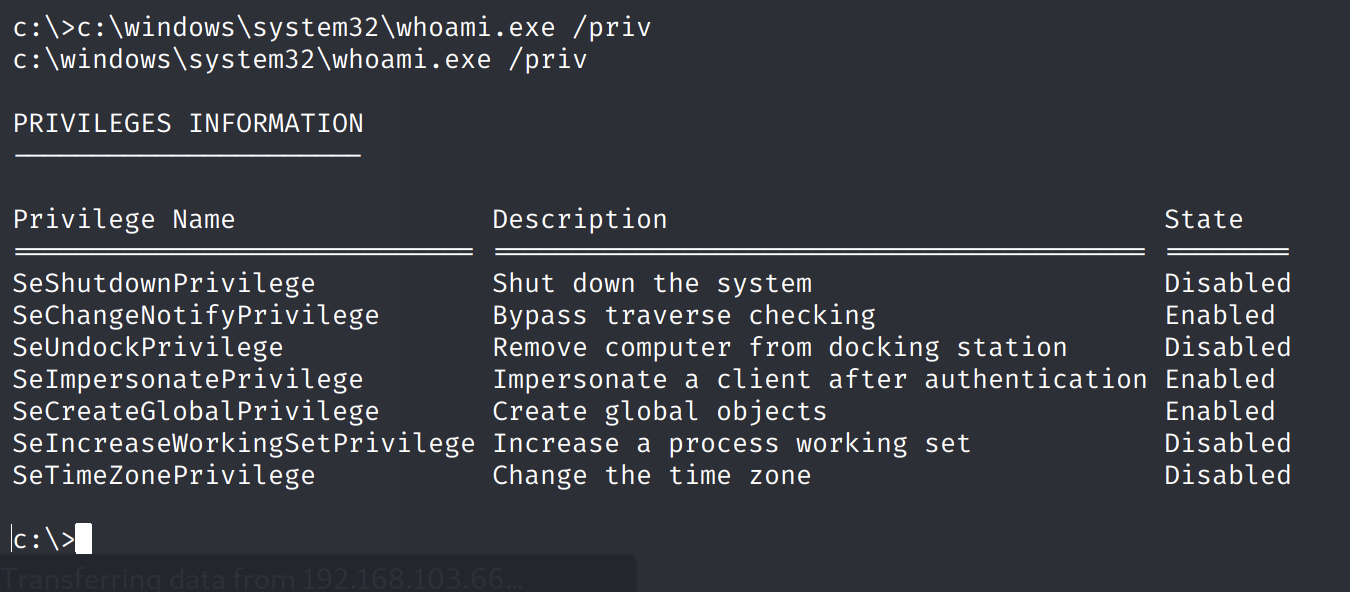 c:\>c:\windows\system32\whoami.exe /priv
c:\windows\system32\whoami.exe /priv
PRIVILEGES INFORMATION
----------------------
Privilege Name Description State
============================= ========================================= ========
SeShutdownPrivilege Shut down the system Disabled
SeChangeNotifyPrivilege Bypass traverse checking Enabled
SeUndockPrivilege Remove computer from docking station Disabled
SeImpersonatePrivilege Impersonate a client after authentication Enabled
SeCreateGlobalPrivilege Create global objects Enabled
SeIncreaseWorkingSetPrivilege Increase a process working set Disabled
SeTimeZonePrivilege Change the time zone Disabled
c:\>
Transferring data from 192.168.103.66...